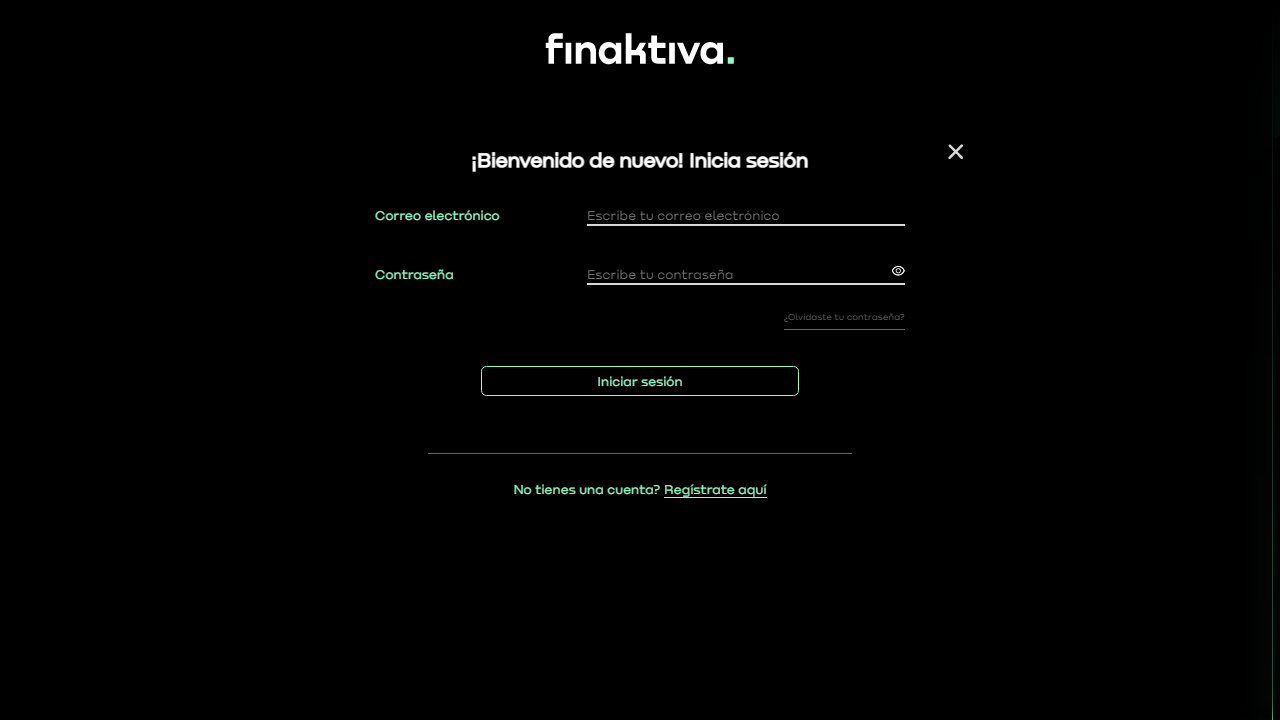 finaktiva.
¡Bienvenido de nuevo! Inicia sesión
Correo electrónico
Escribe tu correo electrónico
Contraseña
Escribe tu contraseña
¿Olvidaste tu contraseña?
Iniciar sesión
No tienes una cuenta? Regístrate aquí